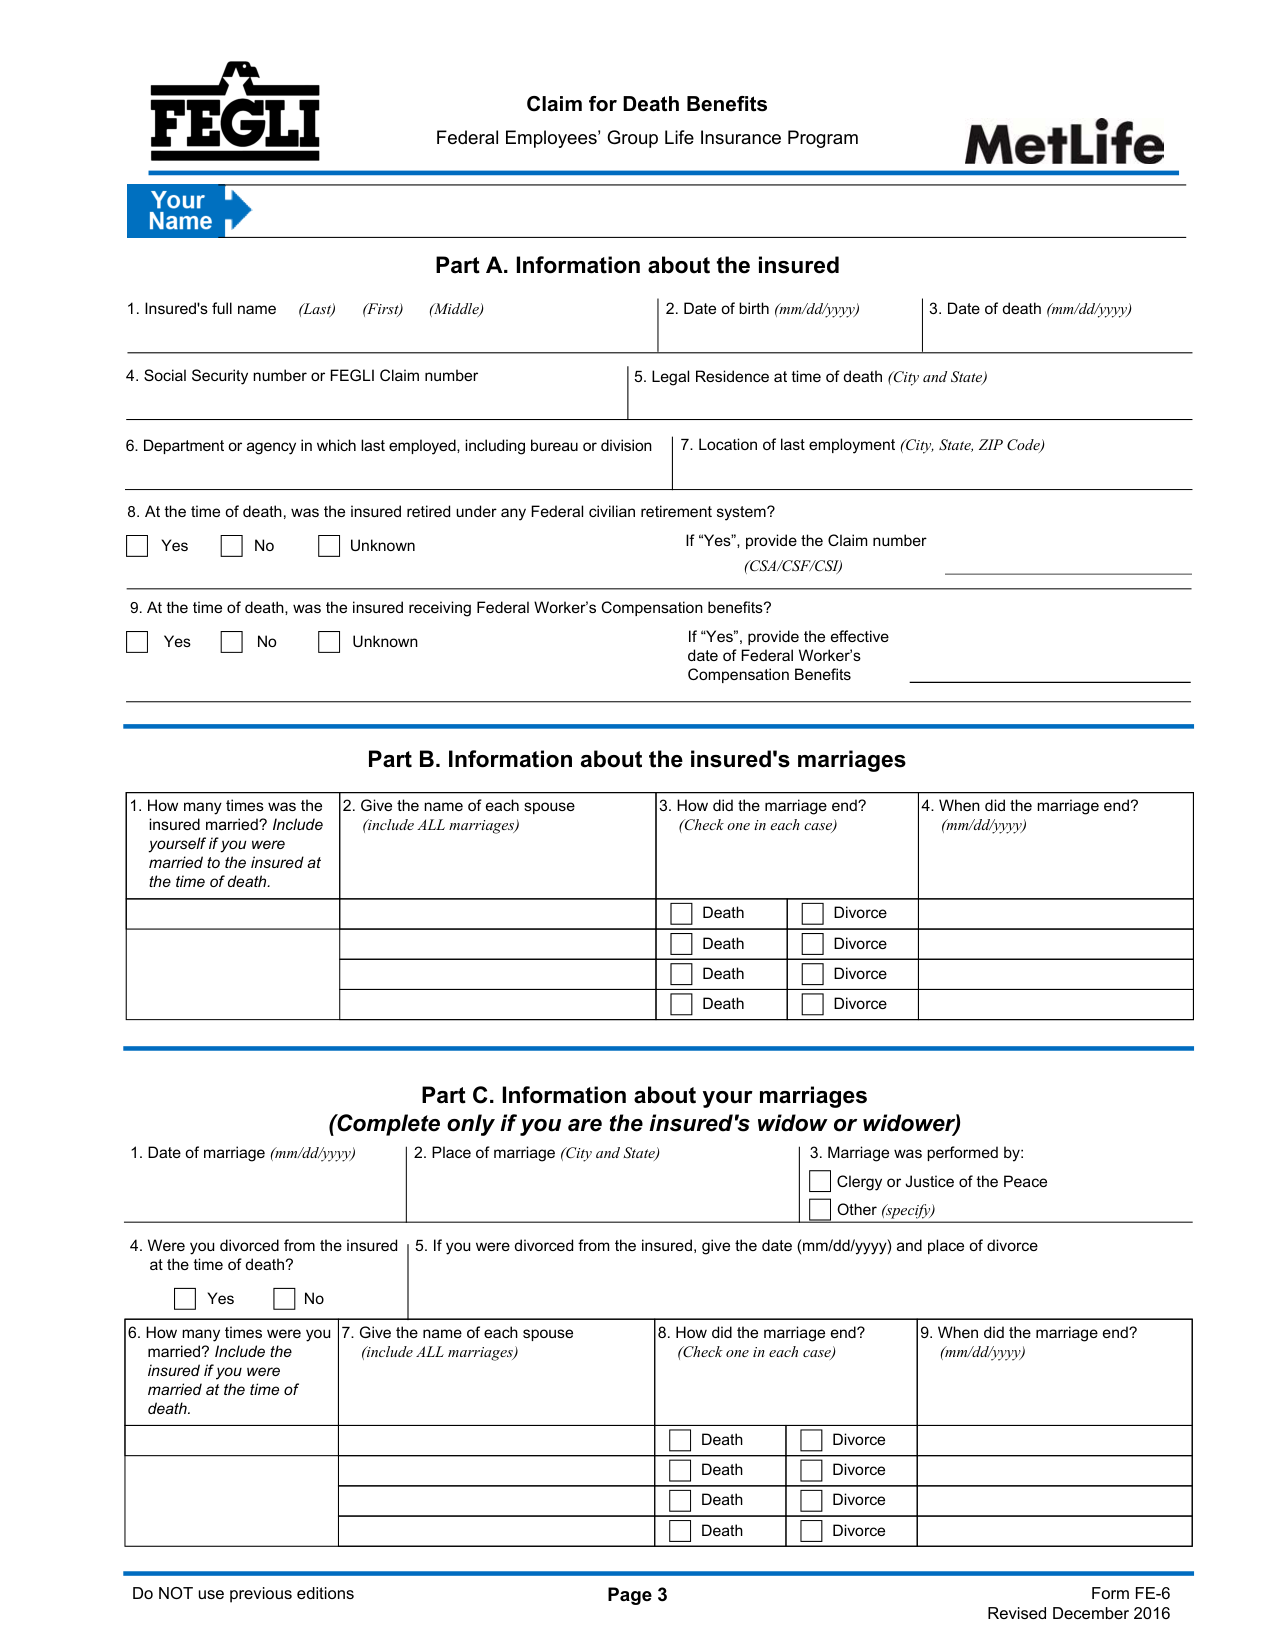 FEGLI
Claim for Death Benefits
Federal Employees’ Group Life Insurance Program
MetLife
Your
Name
Part A. Information about the insured
1. Insured's full name (Last) (First) (Middle)
2. Date of birth (mm/dd/yyyy)
3. Date of death (mm/dd/yyyy)
4. Social Security number or FEGLI Claim number
5. Legal Residence at time of death (City and State)
6. Department or agency in which last employed, including bureau or division
7. Location of last employment (City, State, ZIP Code)
8. At the time of death, was the insured retired under any Federal civilian retirement system?
Yes No Unknown
If “Yes”, provide the Claim number
(CSA/CSF/CSI)
9. At the time of death, was the insured receiving Federal Worker’s Compensation benefits?
Yes No Unknown
If “Yes”, provide the effective
date of Federal Worker’s
Compensation Benefits
Part B. Information about the insured's marriages
1. How many times was the
insured married? Include
yourself if you were
married to the insured at
the time of death.
2. Give the name of each spouse
(include ALL marriages)
3. How did the marriage end?
(Check one in each case)
4. When did the marriage end?
(mm/dd/yyyy)
Death Divorce
Death Divorce
Death Divorce
Death Divorce
Part C. Information about your marriages
(Complete only if you are the insured's widow or widower)
1. Date of marriage (mm/dd/yyyy)
2. Place of marriage (City and State)
3. Marriage was performed by:
Clergy or Justice of the Peace
Other (specify)
4. Were you divorced from the insured
at the time of death?
Yes No
5. If you were divorced from the insured, give the date (mm/dd/yyyy) and place of divorce
6. How many times were you
married? Include the
insured if you were
married at the time of
death.
7. Give the name of each spouse
(include ALL marriages)
8. How did the marriage end?
(Check one in each case)
9. When did the marriage end?
(mm/dd/yyyy)
Death Divorce
Death Divorce
Death Divorce
Death Divorce
Do NOT use previous editions
Page 3
Form FE-6
Revised December 2016